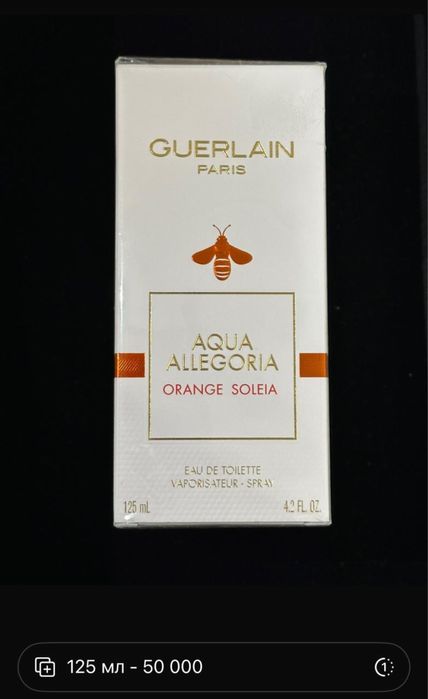 GUERLAIN
PARIS
AQUA
ALLEGORIA
ORANGE SOLEIA
EAU DE TOILETTE
VAPORISATEUR - SPRAY
125 mL 4.2 FL. OZ.
125 мл - 50 000
1